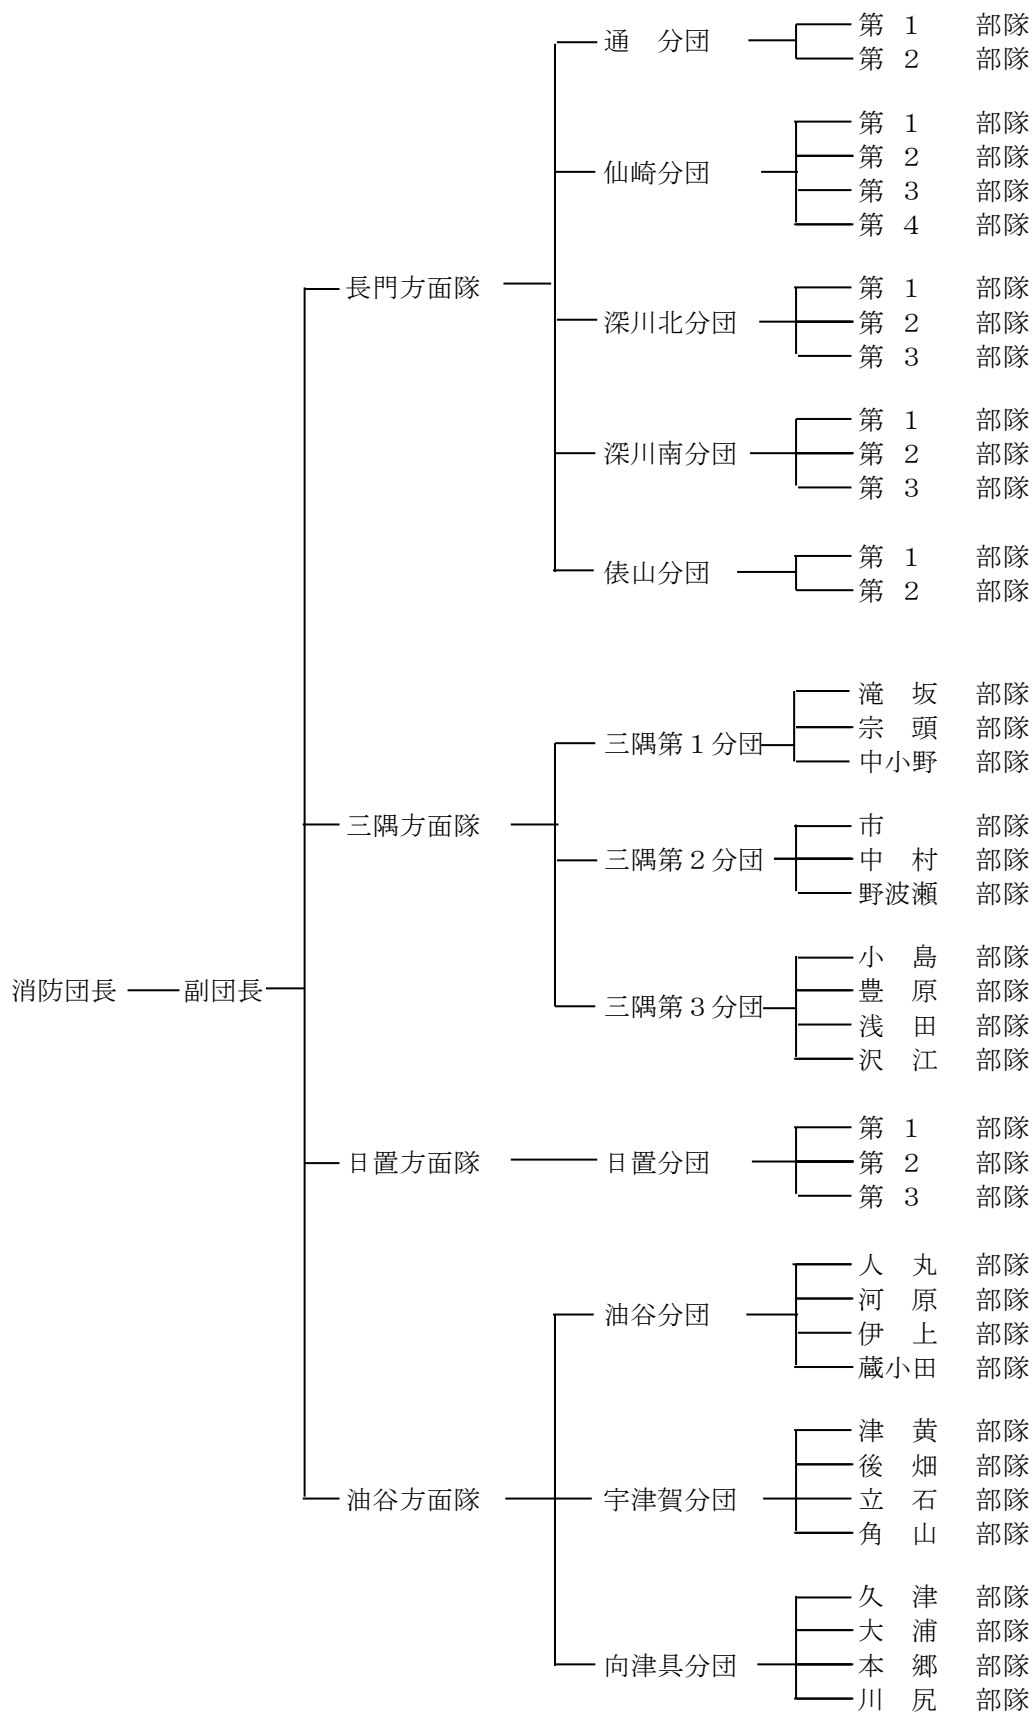 通　分団
第　1　部隊
第　2　部隊
仙崎分団
第　1　部隊
第　2　部隊
第　3　部隊
第　4　部隊
長門方面隊
深川北分団
第　1　部隊
第　2　部隊
第　3　部隊
深川南分団
第　1　部隊
第　2　部隊
第　3　部隊
俵山分団
第　1　部隊
第　2　部隊
三隅第１分団
滝　坂　部隊
宗　頭　部隊
中小野　部隊
三隅方面隊
三隅第２分団
市　部隊
中　村　部隊
野波瀬　部隊
消防団長
副団長
三隅第３分団
小　島　部隊
豊　原　部隊
浅　田　部隊
沢　江　部隊
日置方面隊
日置分団
第　1　部隊
第　2　部隊
第　3　部隊
油谷分団
人　丸　部隊
河　原　部隊
伊　上　部隊
蔵小田　部隊
油谷方面隊
宇津賀分団
津　黄　部隊
後　畑　部隊
立　石　部隊
角　山　部隊
向津具分団
久　津　部隊
大　浦　部隊
本　郷　部隊
川　尻　部隊